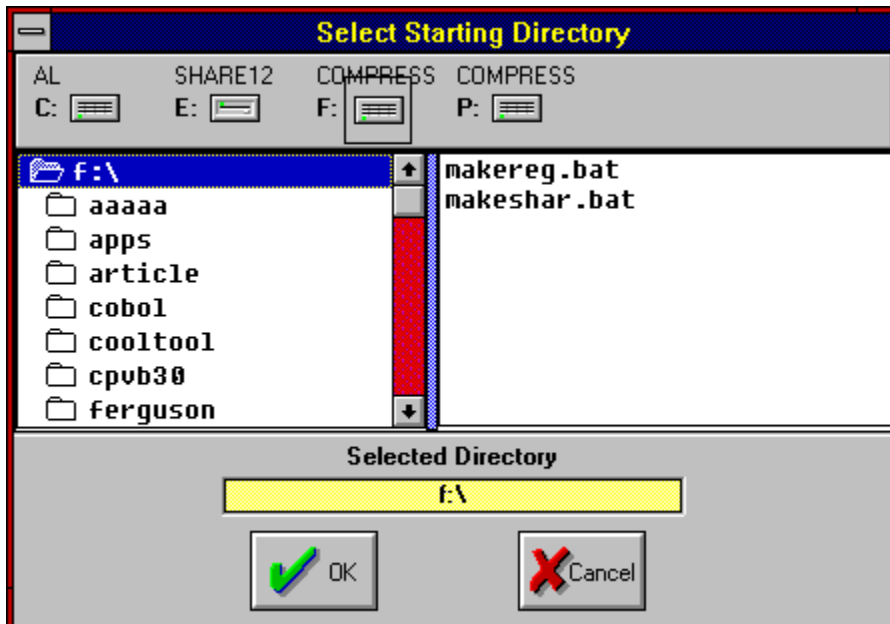 Select Starting Directory
AL SHARE12 COMPRESS COMPRESS
C: E: F: P:
f:\
aaaaa
apps
article
cobol
cooltool
cpvb30
ferguson
makereg.bat
makeshar.bat
Selected Directory
f:\
OK Cancel